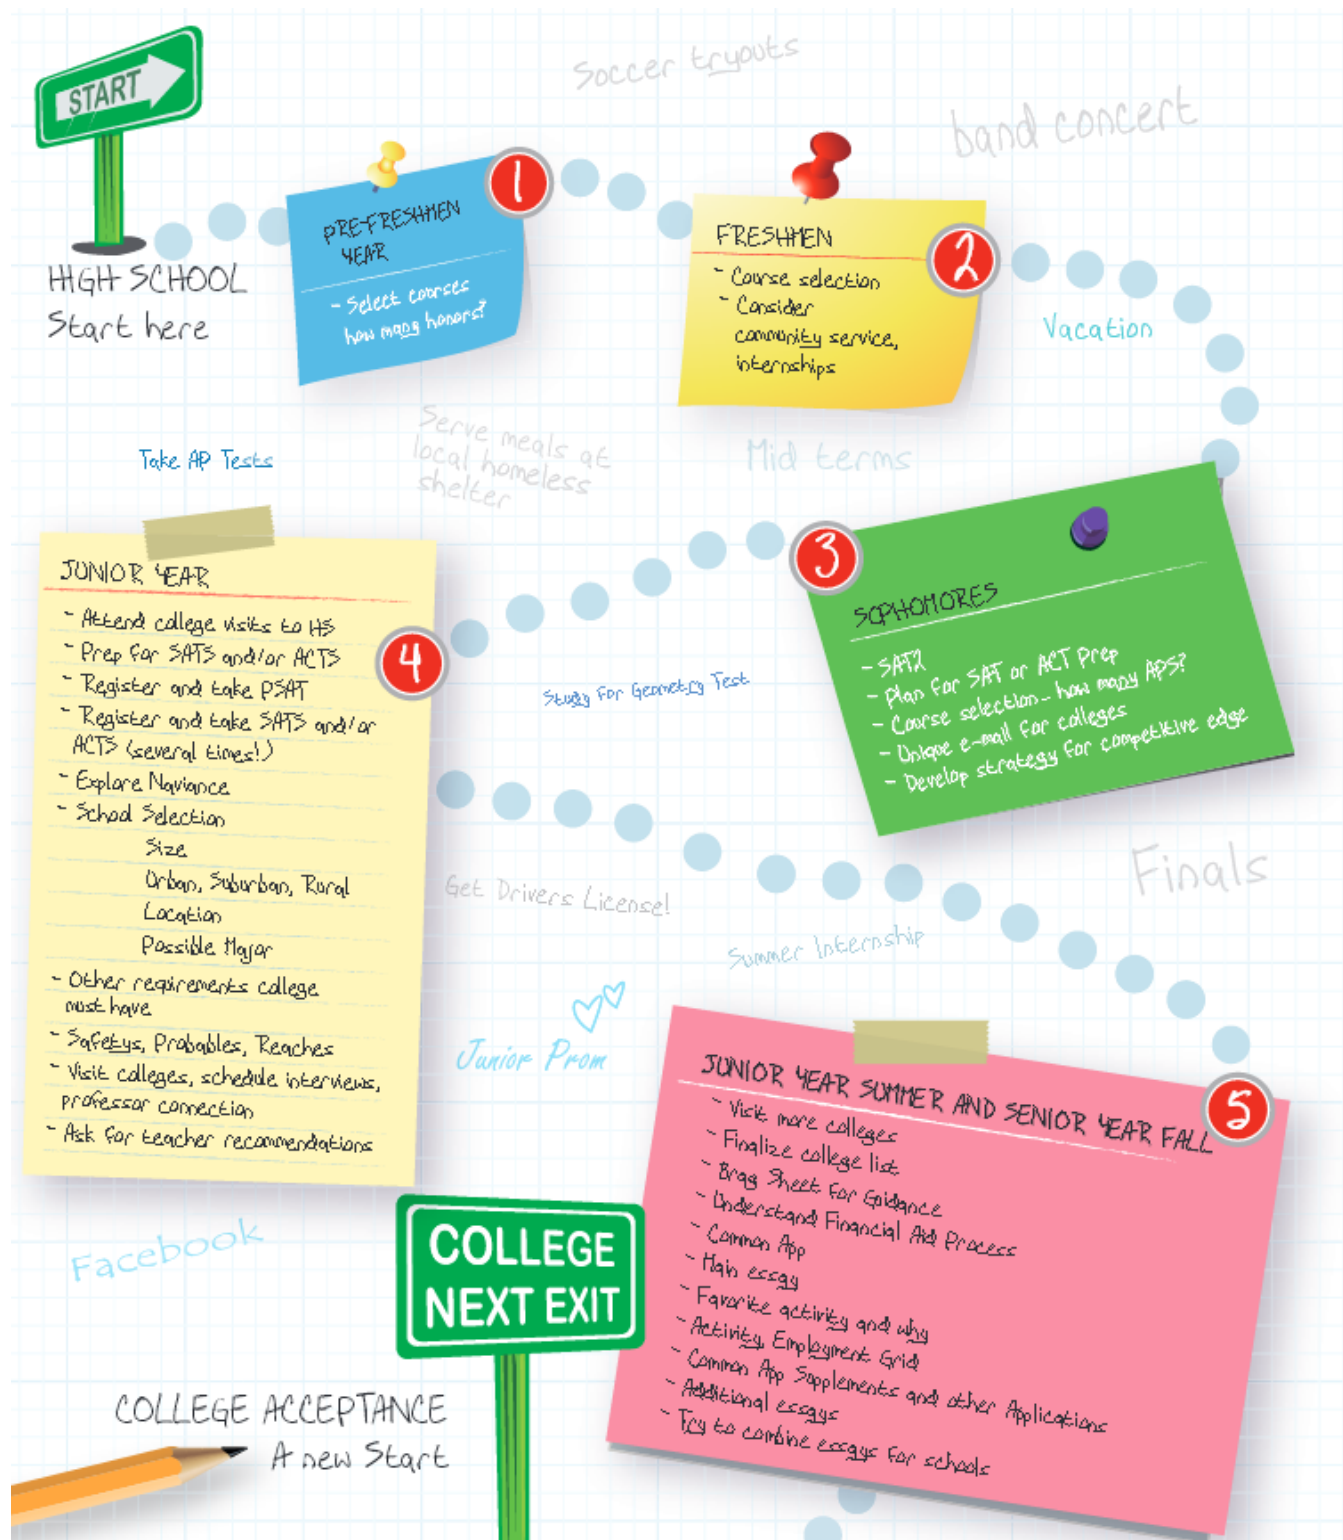 START
HIGH SCHOOL
Start here
Soccer tryouts
band concert
1
PRE-FRESHMEN
YEAR
- Select courses
how many honors?
2
FRESHMEN
- Course selection
- Consider
community service,
internships
Vacation
Take AP Tests
Serve meals at
local homeless
shelter
Mid terms
3
SOPHOMORES
- SAT2
- Plan for SAT or ACT Prep
- Course selection - how many APS?
- Unique e-mail for colleges
- Develop strategy for competitive edge
Study For Geometry Test
4
JUNIOR YEAR
- Attend college visits to HS
- Prep for SATS and/or ACTS
- Register and take PSAT
- Register and take SATS and/or
ACTS (several times!)
- Explore Naviance
- School Selection
Size
Urban, Suburban, Rural
Location
Possible Major
- Other requirements college
must have
- Safetys, Probables, Reaches
- Visit colleges, schedule interviews,
professor connection
- Ask for teacher recommendations
Get Drivers License!
Finals
Summer Internship
Junior Prom
5
JUNIOR YEAR SUMMER AND SENIOR YEAR FALL
- Visit more colleges
- Finalize college list
- Brag Sheet for Guidance
- Understand Financial Aid Process
- Common App
- Main essay
- Favorite activity and why
- Activity, Employment Grid
- Common App Supplements and other Applications
- Additional essays
- Try to combine essays for schools
Facebook
COLLEGE
NEXT EXIT
COLLEGE ACCEPTANCE
A new Start